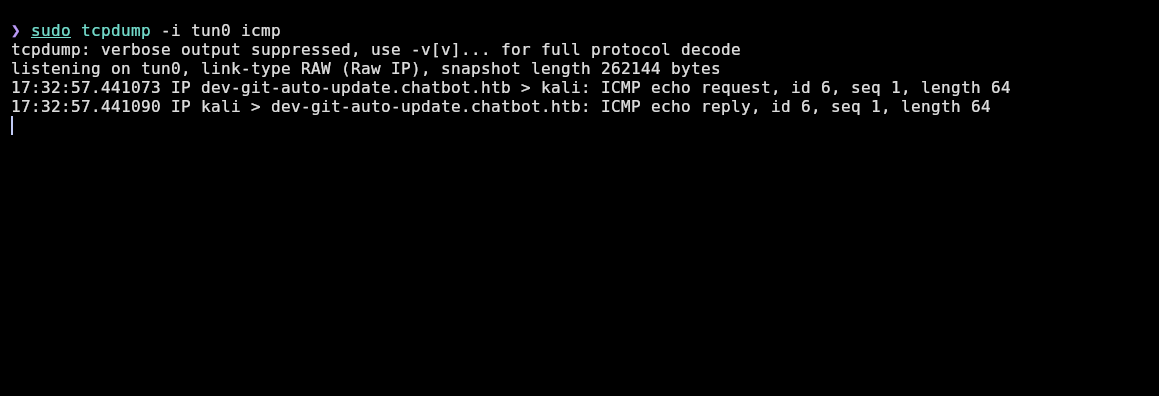 ❯ sudo tcpdump -i tun0 icmp
tcpdump: verbose output suppressed, use -v[v]... for full protocol decode
listening on tun0, link-type RAW (Raw IP), snapshot length 262144 bytes
17:32:57.441073 IP dev-git-auto-update.chatbot.htb > kali: ICMP echo request, id 6, seq 1, length 64
17:32:57.441090 IP kali > dev-git-auto-update.chatbot.htb: ICMP echo reply, id 6, seq 1, length 64